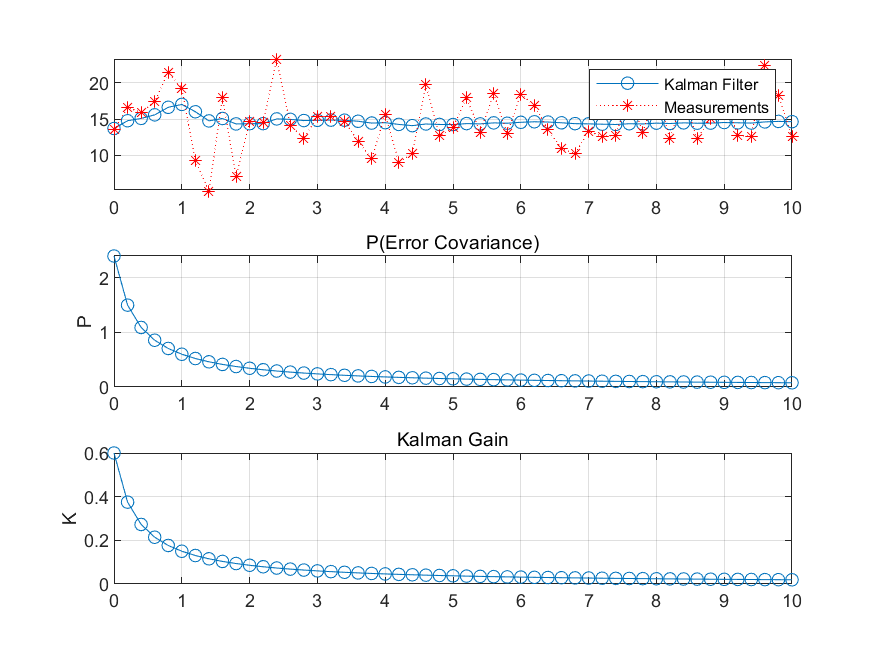 20
15
10
Kalman Filter
Measurements
0 1 2 3 4 5 6 7 8 9 10
P(Error Covariance)
P
2
1
0
0 1 2 3 4 5 6 7 8 9 10
Kalman Gain
K
0.6
0.4
0.2
0
0 1 2 3 4 5 6 7 8 9 10